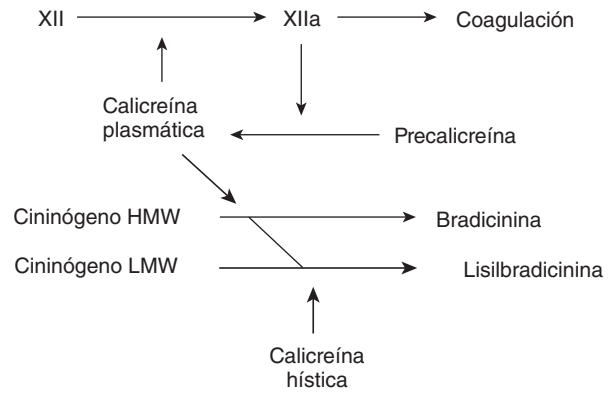 XII XIIa Coagulación
Calicreína
plasmática
Precalicreína
Cininógeno HMW Bradicinina
Cininógeno LMW Lisilbradicinina
Calicreína
hística